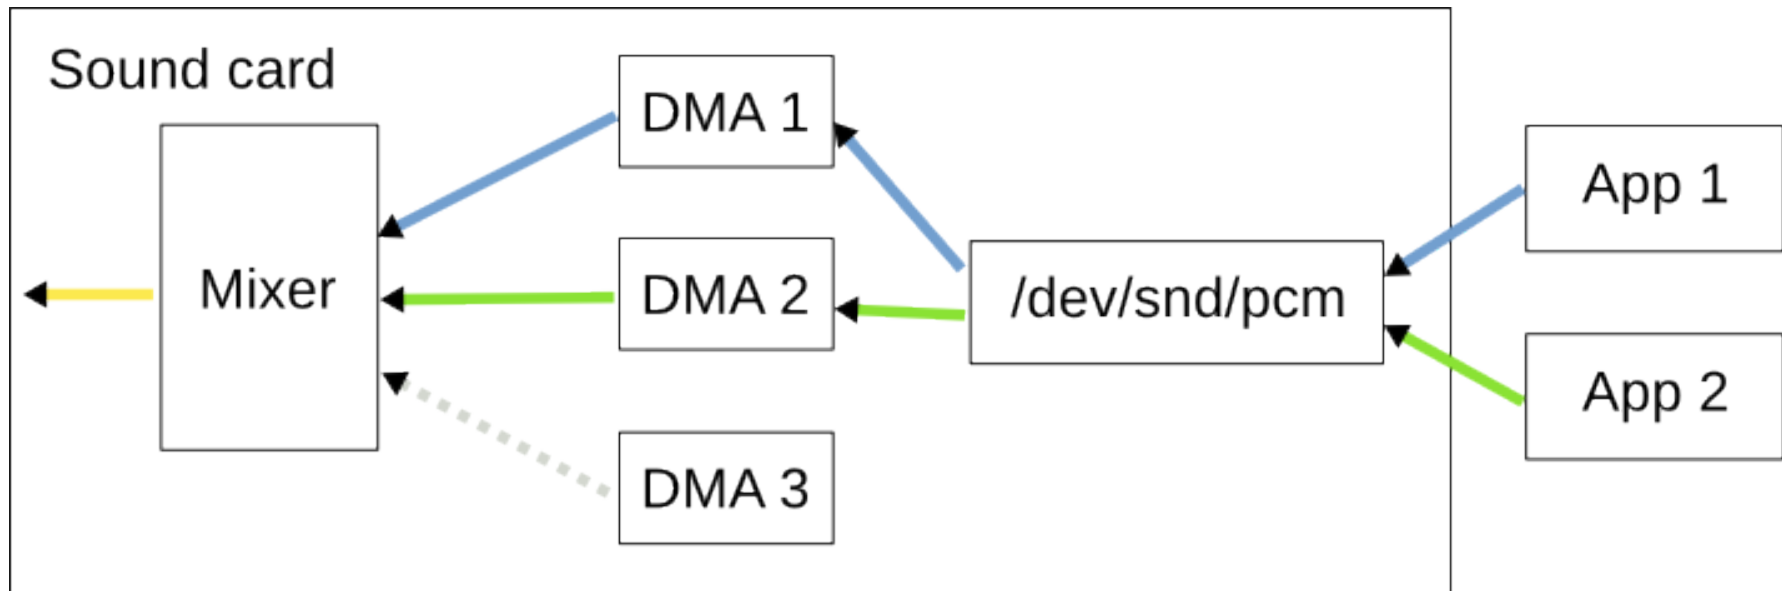 Sound card
Mixer
DMA 1
DMA 2
DMA 3
/dev/snd/pcm
App 1
App 2